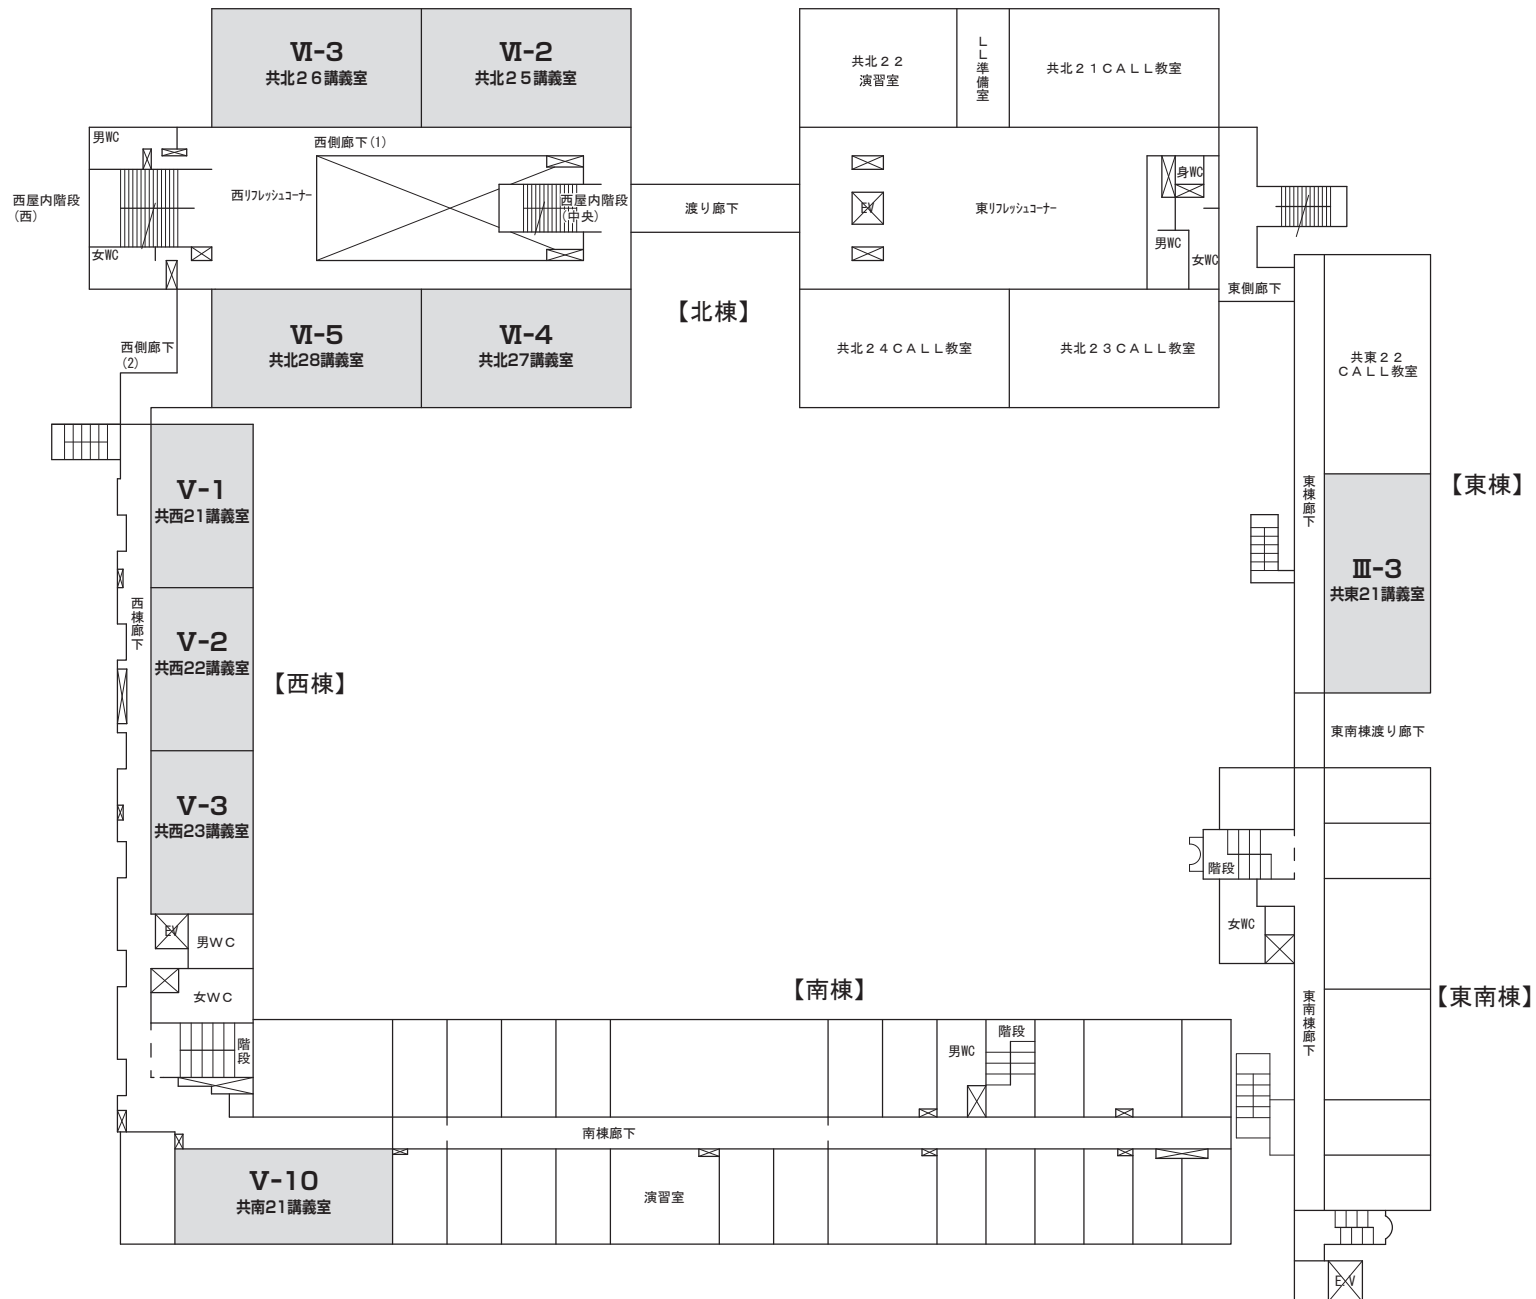 Ⅵ-3
共北26講義室
Ⅵ-2
共北25講義室
共北22
演習室
LL準備室
共北21CALL教室
男WC
西側廊下(1)
西屋内階段
(西)
西リフレッシュコーナー
西屋内階段
(中央)
渡り廊下
EV
東リフレッシュコーナー
身WC
男WC
女WC
女WC
東側廊下
【北棟】
Ⅵ-5
共北28講義室
Ⅵ-4
共北27講義室
共北24CALL教室
共北23CALL教室
西側廊下
(2)
共東22
CALL教室
Ⅴ-1
共西21講義室
東棟廊下
【東棟】
Ⅲ-3
共東21講義室
西棟廊下
Ⅴ-2
共西22講義室
【西棟】
東南棟渡り廊下
Ⅴ-3
共西23講義室
階段
EV
男WC
女WC
女WC
【南棟】
東南棟廊下
【東南棟】
階段
男WC
階段
南棟廊下
Ⅴ-10
共南21講義室
演習室
EV